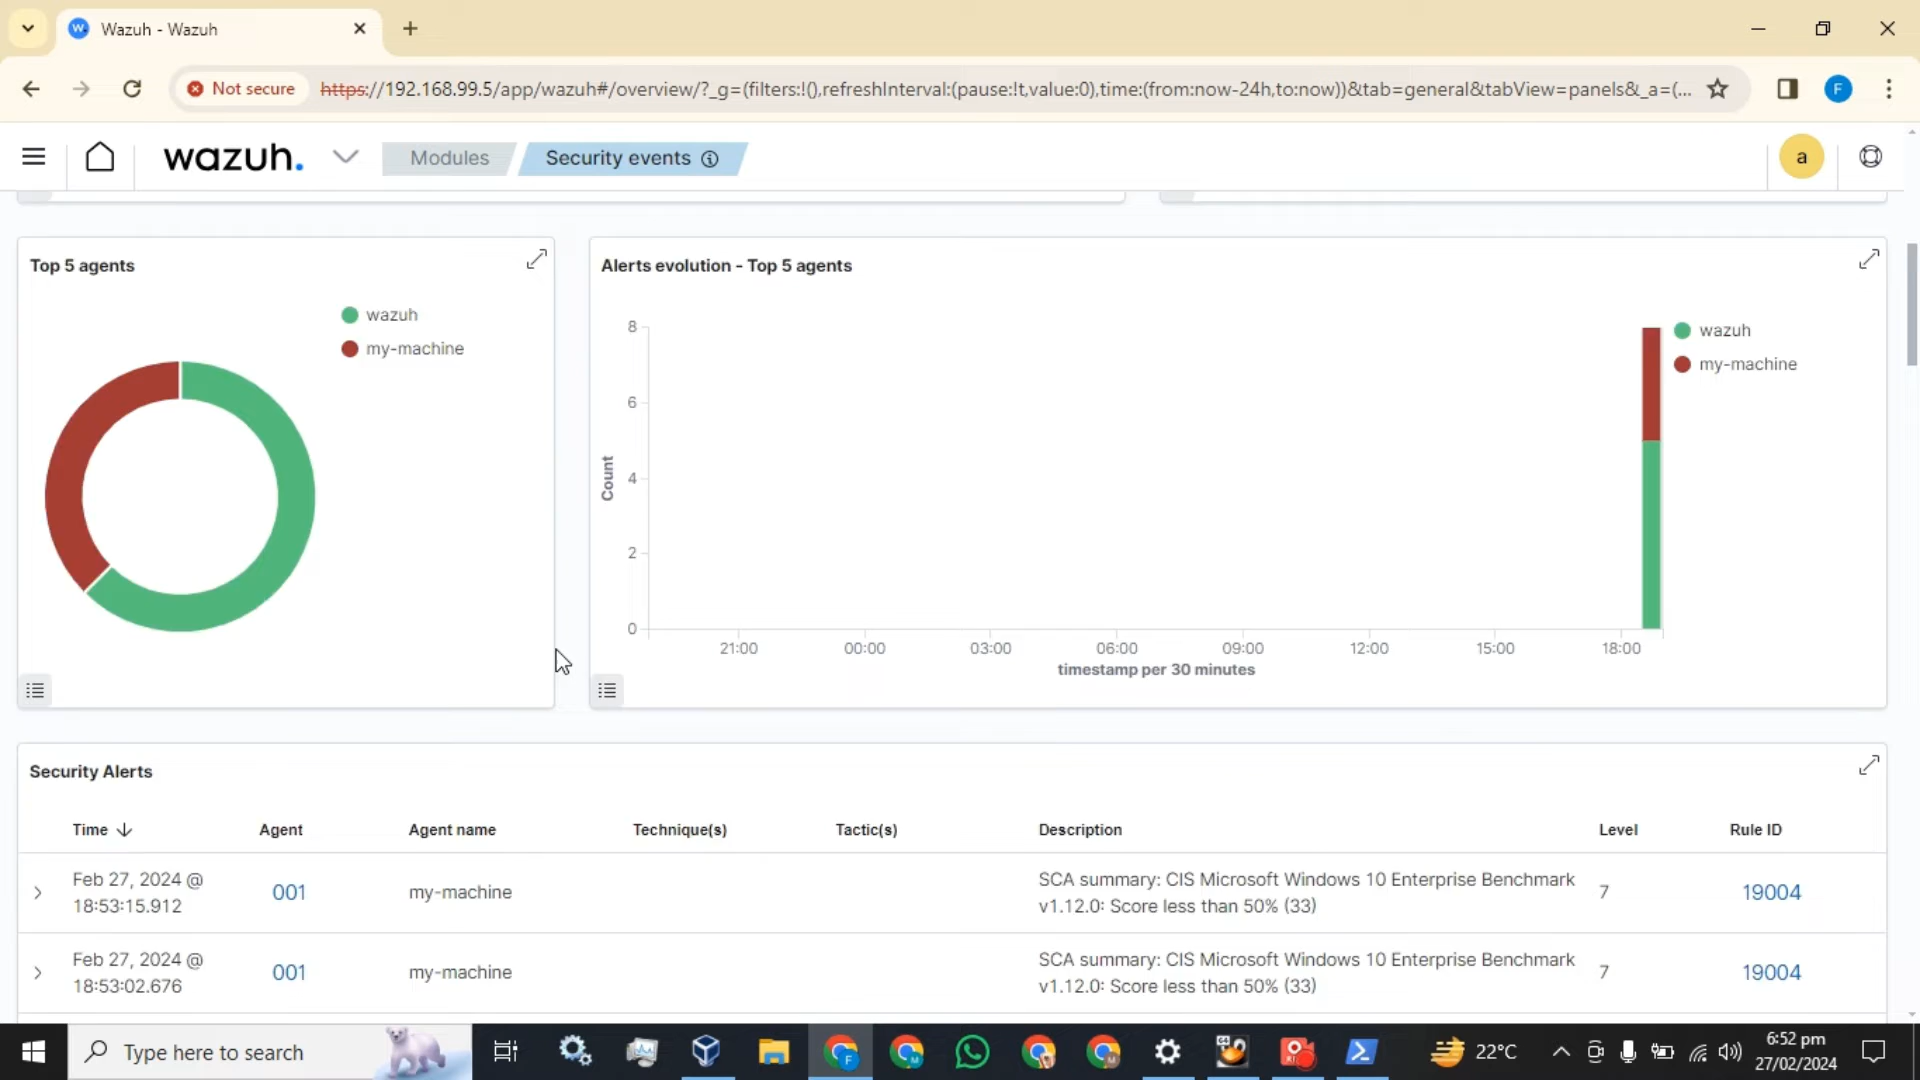 Wazuh - Wazuh
Not secure https://192.168.99.5/app/wazuh#/overview/?_g=(filters:!(),refreshInterval:(pause:!t,value:0),time:(from:now-24h,to:now))&tab=general&tabView=panels&_a=(...
F
wazuh. Modules Security events
a
Top 5 agents
wazuh
my-machine
Alerts evolution - Top 5 agents
8
6
4
2
0
Count
21:00 00:00 03:00 06:00 09:00 12:00 15:00 18:00
timestamp per 30 minutes
wazuh
my-machine
Security Alerts
Time Agent Agent name Technique(s) Tactic(s) Description Level Rule ID
Feb 27, 2024 @
18:53:15.912
001
my-machine
SCA summary: CIS Microsoft Windows 10 Enterprise Benchmark
v1.12.0: Score less than 50% (33)
7
19004
Feb 27, 2024 @
18:53:02.676
001
my-machine
SCA summary: CIS Microsoft Windows 10 Enterprise Benchmark
v1.12.0: Score less than 50% (33)
7
19004
Type here to search
22°C
6:52 pm
27/02/2024